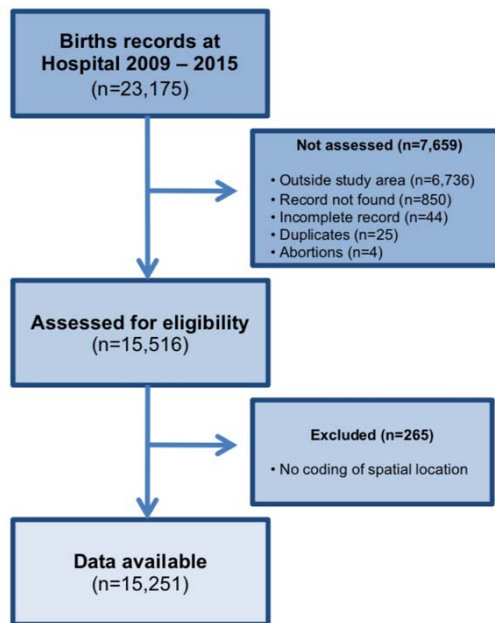 Births records at
Hospital 2009 – 2015
(n=23,175)
Not assessed (n=7,659)
• Outside study area (n=6,736)
• Record not found (n=850)
• Incomplete record (n=44)
• Duplicates (n=25)
• Abortions (n=4)
Assessed for eligibility
(n=15,516)
Excluded (n=265)
• No coding of spatial location
Data available
(n=15,251)